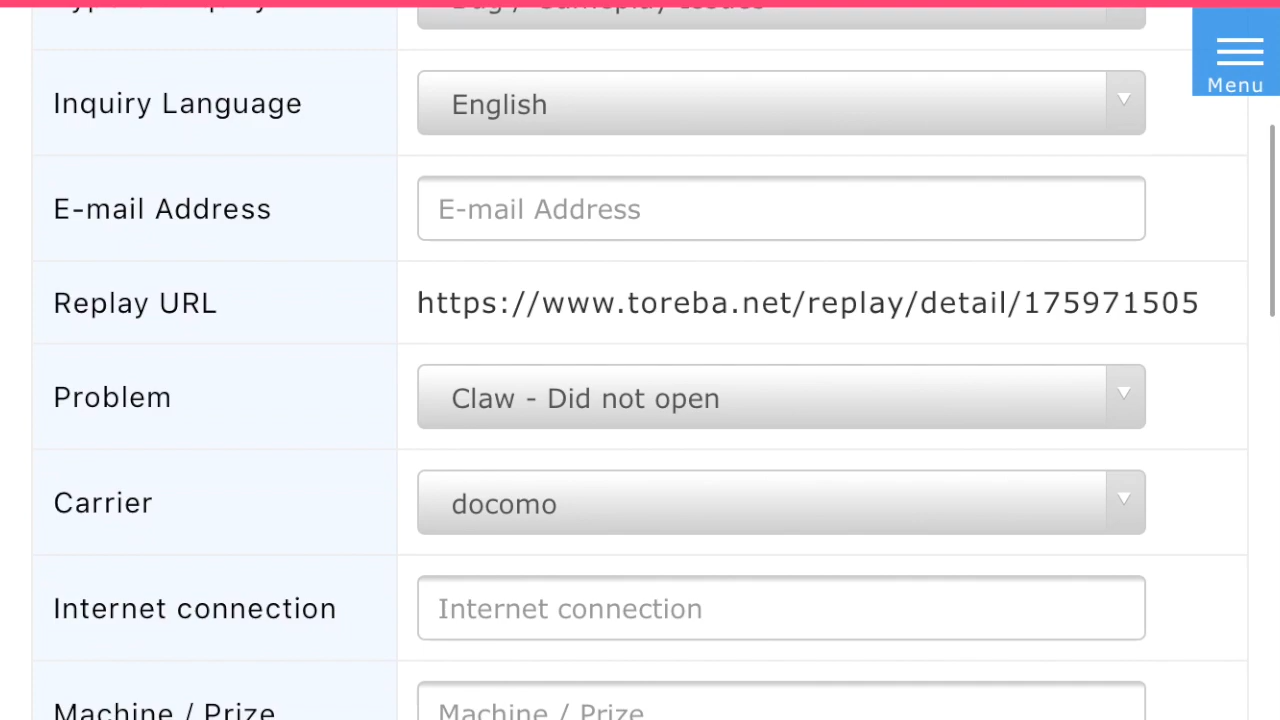 Menu
Inquiry Language
English
E-mail Address
E-mail Address
Replay URL
https://www.toreba.net/replay/detail/175971505
Problem
Claw - Did not open
Carrier
docomo
Internet connection
Internet connection
Machine / Prize
Machine / Prize